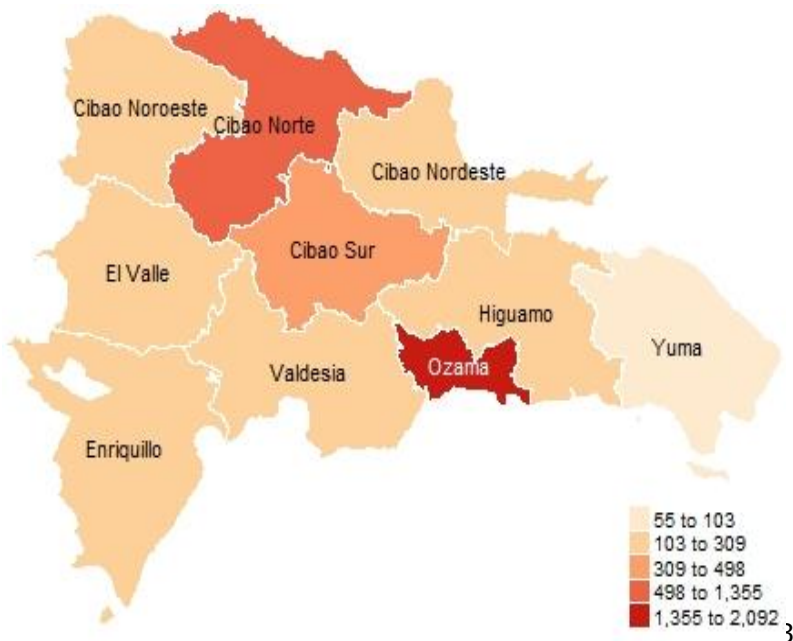 Cibao Noroeste
Cibao Norte
Cibao Nordeste
Cibao Sur
El Valle
Higuamo
Yuma
Ozama
Valdesia
Enriquillo
55 to 103
103 to 309
309 to 498
498 to 1,355
1,355 to 2,092